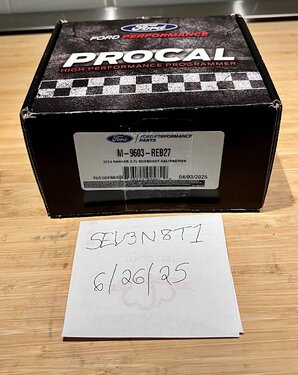 Ford
FORD PERFORMANCE
PROCAL
HIGH PERFORMANCE PROGRAMMER
Ford
FORD PERFORMANCE
PARTS
M-9603-REB27
2024 RANGER 2.7L ECOBOOST CALIBRATION
04/03/2025
SEV3N8T1
6/26/25